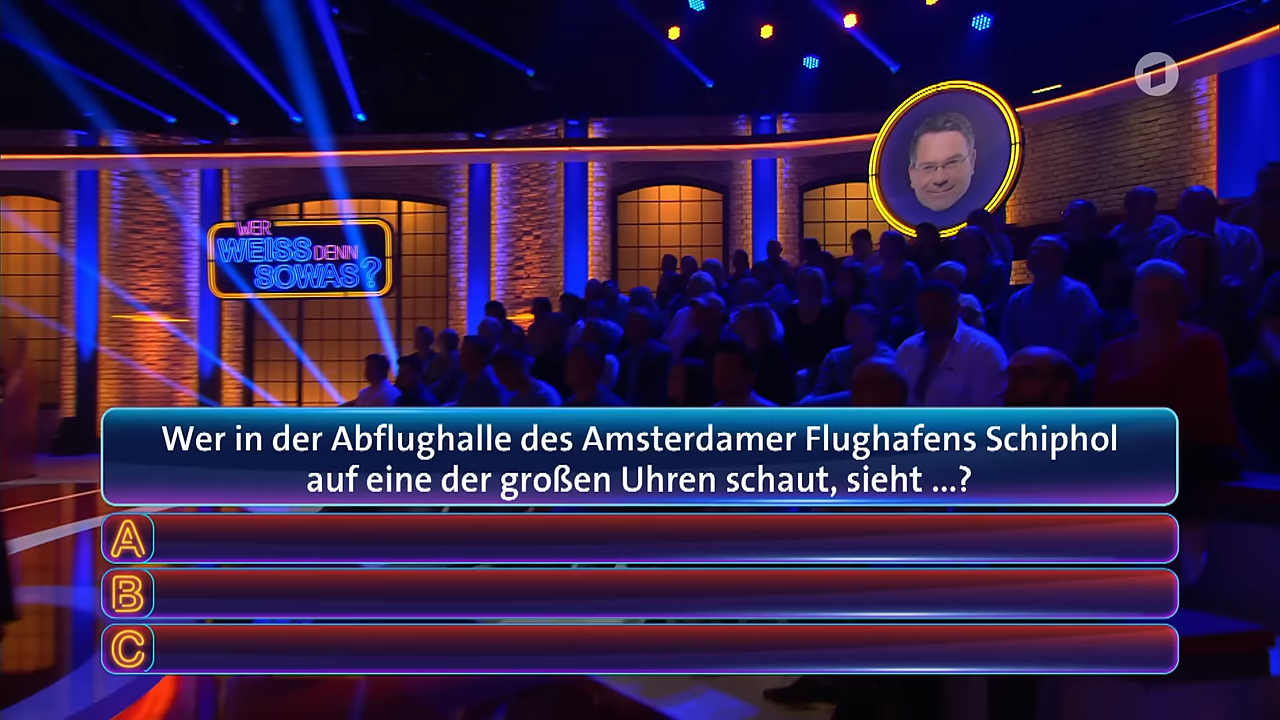 WER
WEISS DENN
SOWAS?
Wer in der Abflughalle des Amsterdamer Flughafens Schiphol
auf eine der großen Uhren schaut, sieht ...?
A
B
C